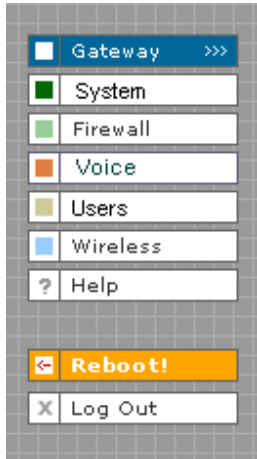 Gateway >>>
System
Firewall
Voice
Users
Wireless
? Help
Reboot!
X Log Out